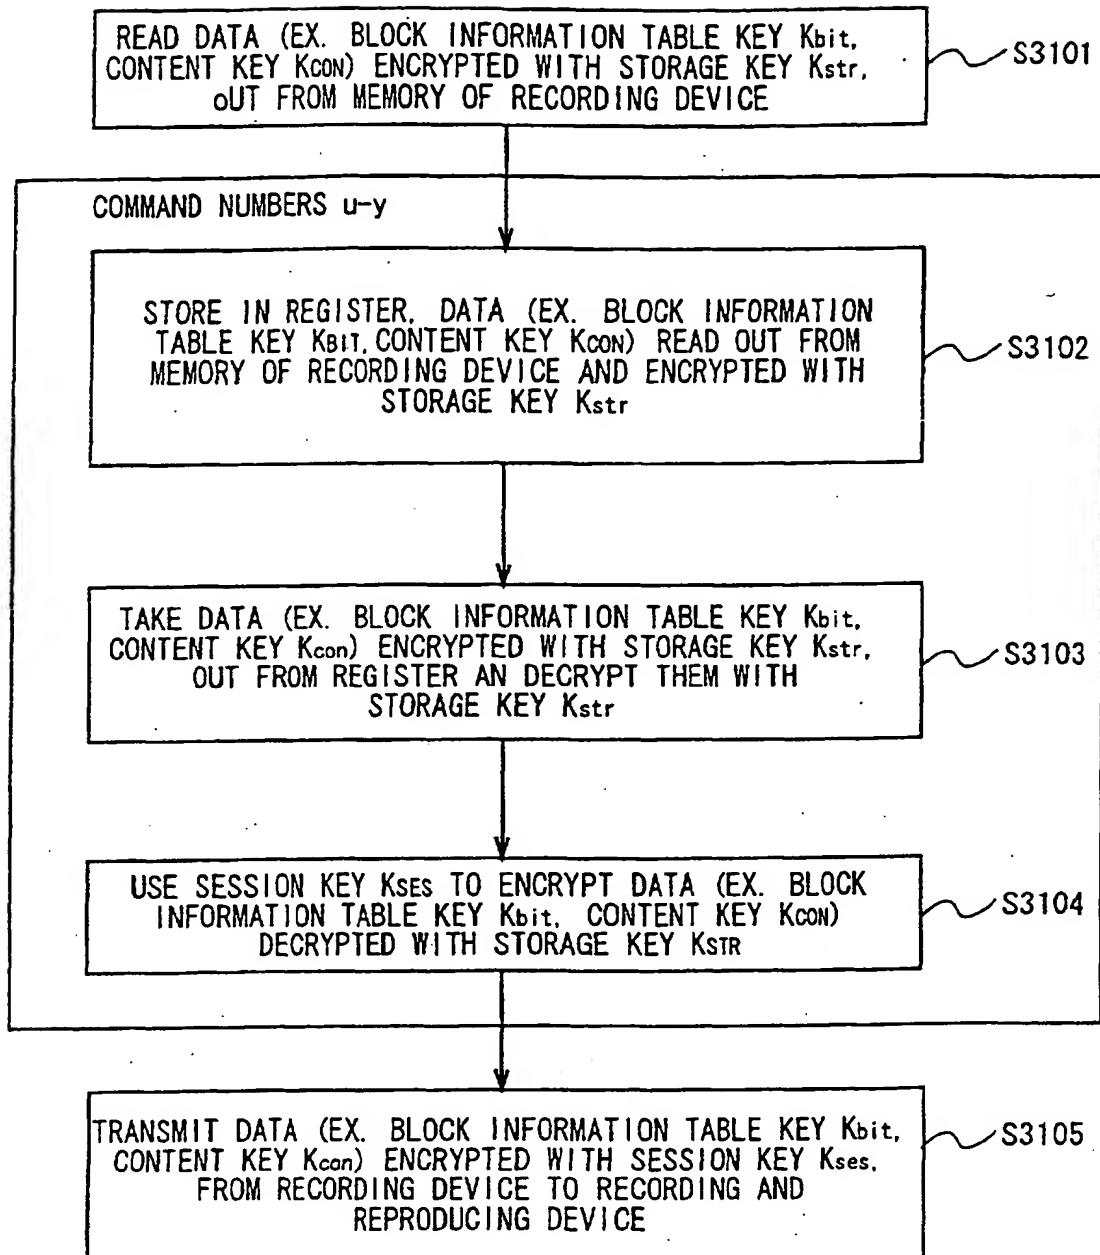 READ DATA (EX. BLOCK INFORMATION TABLE KEY Kbit,
CONTENT KEY KCON) ENCRYPTED WITH STORAGE KEY Kstr,
oUT FROM MEMORY OF RECORDING DEVICE
S3101
COMMAND NUMBERS u-y
STORE IN REGISTER, DATA (EX. BLOCK INFORMATION
TABLE KEY KBIT, CONTENT KEY KCON) READ OUT FROM
MEMORY OF RECORDING DEVICE AND ENCRYPTED WITH
STORAGE KEY Kstr
S3102
TAKE DATA (EX. BLOCK INFORMATION TABLE KEY Kbit,
CONTENT KEY Kcon) ENCRYPTED WITH STORAGE KEY Kstr,
OUT FROM REGISTER AN DECRYPT THEM WITH
STORAGE KEY Kstr
S3103
USE SESSION KEY KSES TO ENCRYPT DATA (EX. BLOCK
INFORMATION TABLE KEY Kbit, CONTENT KEY KCON)
DECRYPTED WITH STORAGE KEY KSTR
S3104
TRANSMIT DATA (EX. BLOCK INFORMATION TABLE KEY Kbit,
CONTENT KEY Kcon) ENCRYPTED WITH SESSION KEY Kses,
FROM RECORDING DEVICE TO RECORDING AND
REPRODUCING DEVICE
S3105